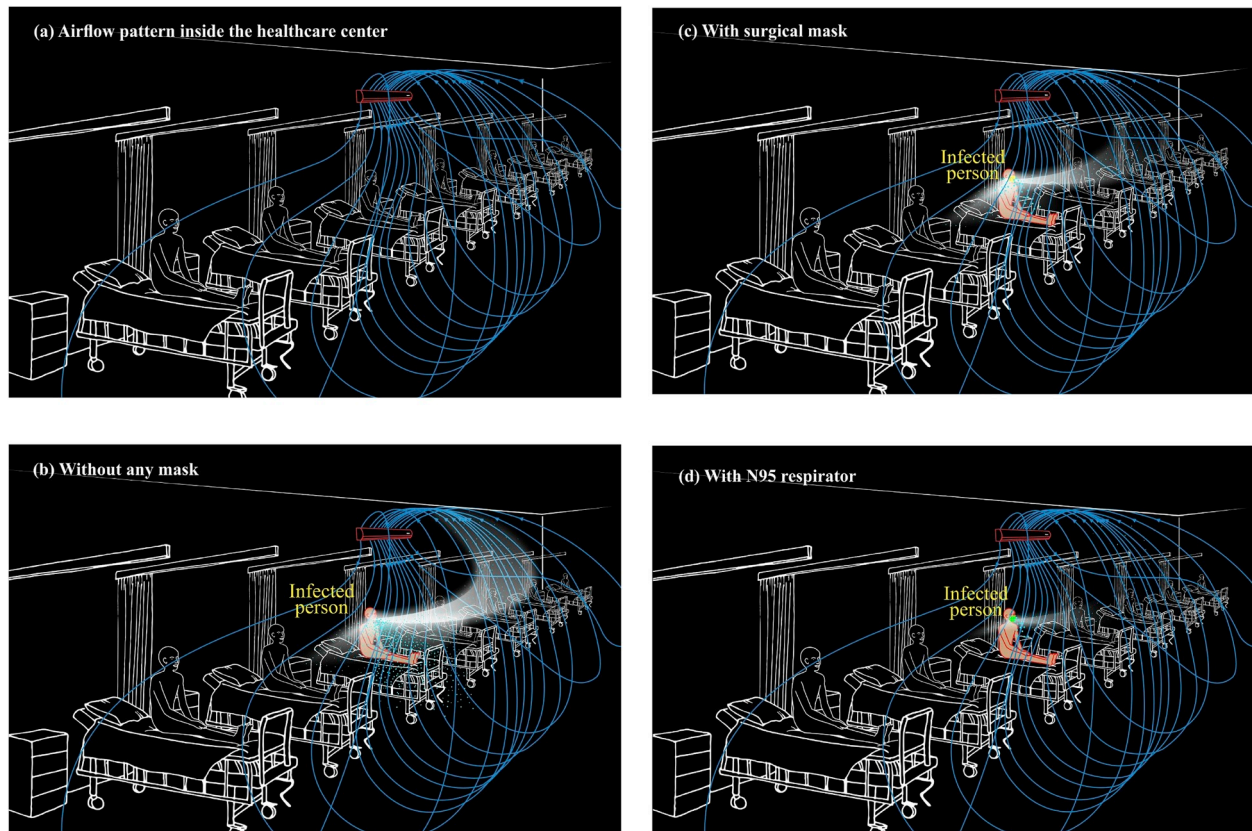 (a) Airflow pattern inside the healthcare center
(c) With surgical mask
Infected
person
(b) Without any mask
Infected
person
(d) With N95 respirator
Infected
person